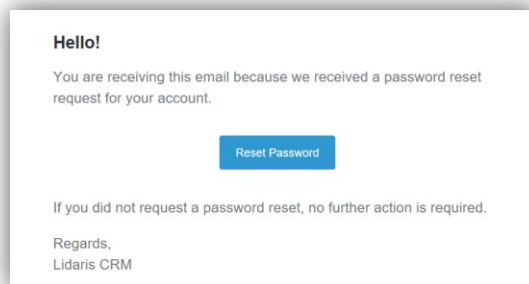 Hello!
You are receiving this email because we received a password reset
request for your account.
Reset Password
If you did not request a password reset, no further action is required.
Regards,
Lidaris CRM